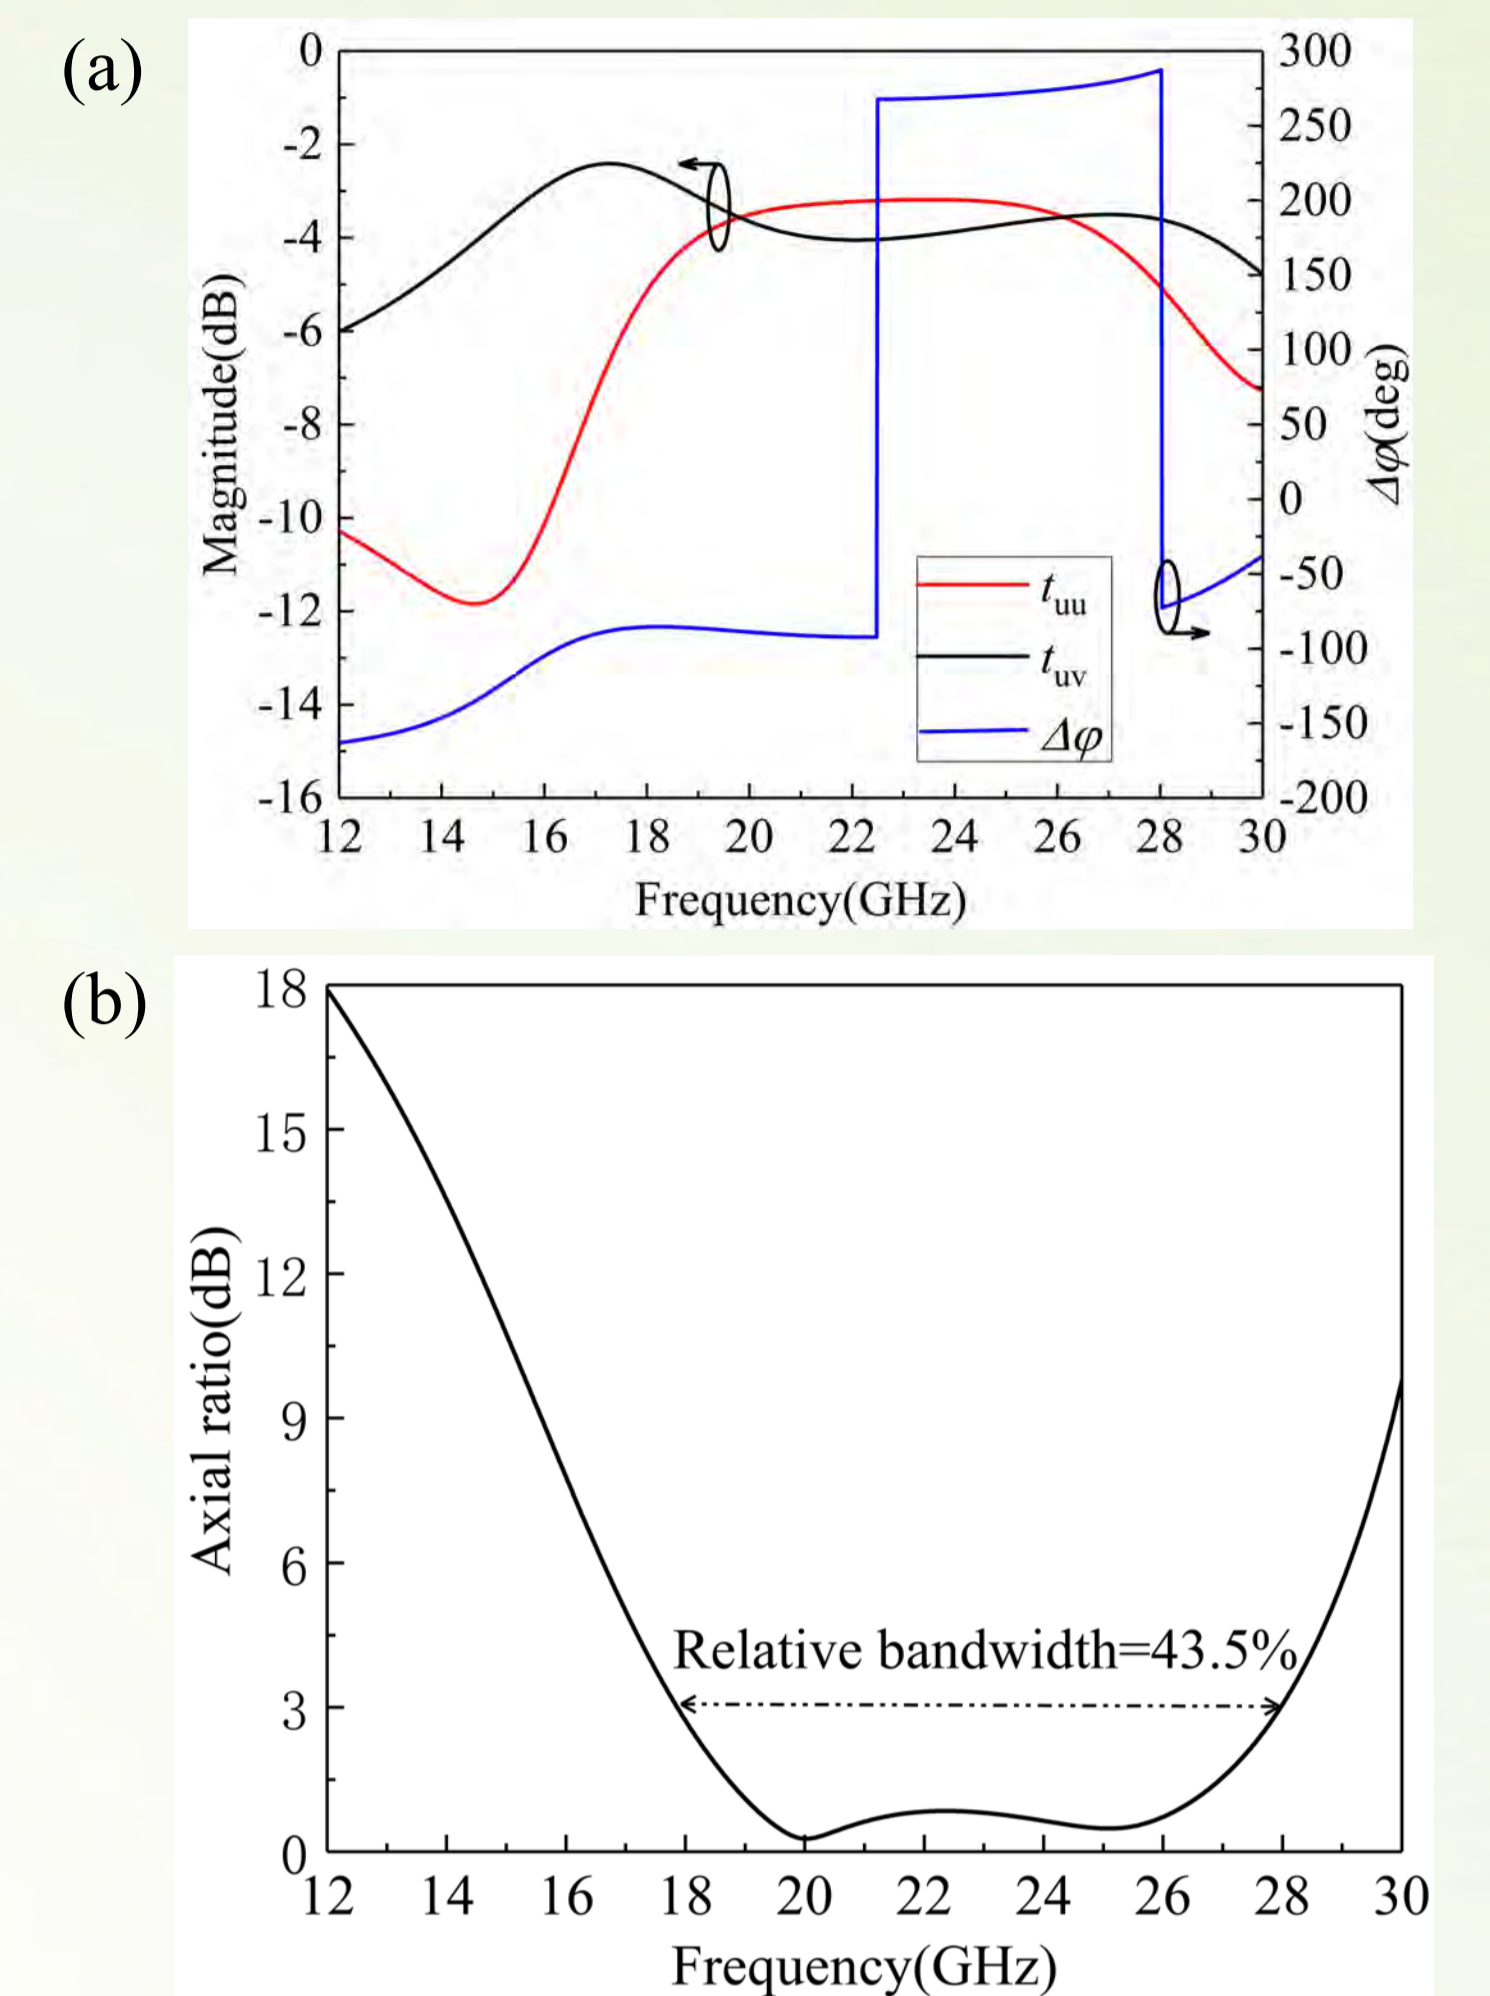 (a)
0
-2
-4
-6
-8
-10
-12
-14
-16
Magnitude(dB)
300
250
200
150
100
50
0
-50
-100
-150
-200
Δφ(deg)
t_uu
t_uv
Δφ
12 14 16 18 20 22 24 26 28 30
Frequency(GHz)
(b)
18
15
12
9
6
3
0
Axial ratio(dB)
Relative bandwidth=43.5%
12 14 16 18 20 22 24 26 28 30
Frequency(GHz)